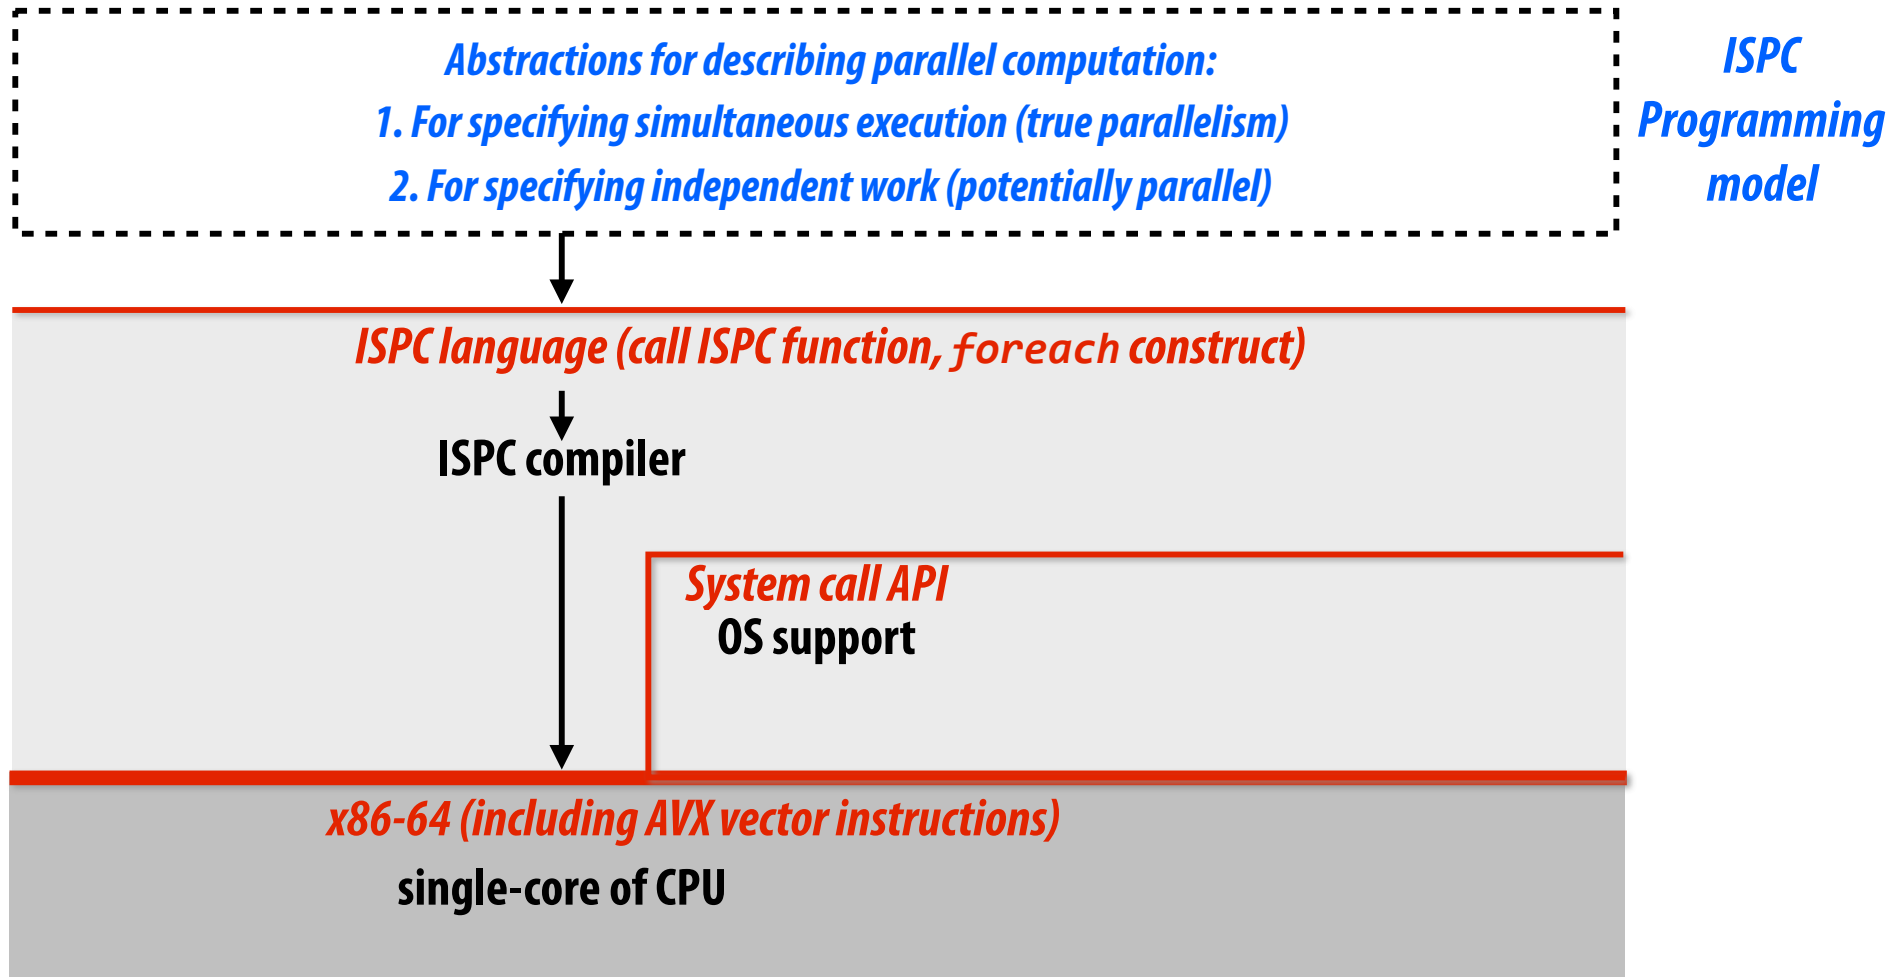 Abstractions for describing parallel computation:
1. For specifying simultaneous execution (true parallelism)
2. For specifying independent work (potentially parallel)
ISPC
Programming
model
ISPC language (call ISPC function, foreach construct)
ISPC compiler
System call API
OS support
x86-64 (including AVX vector instructions)
single-core of CPU